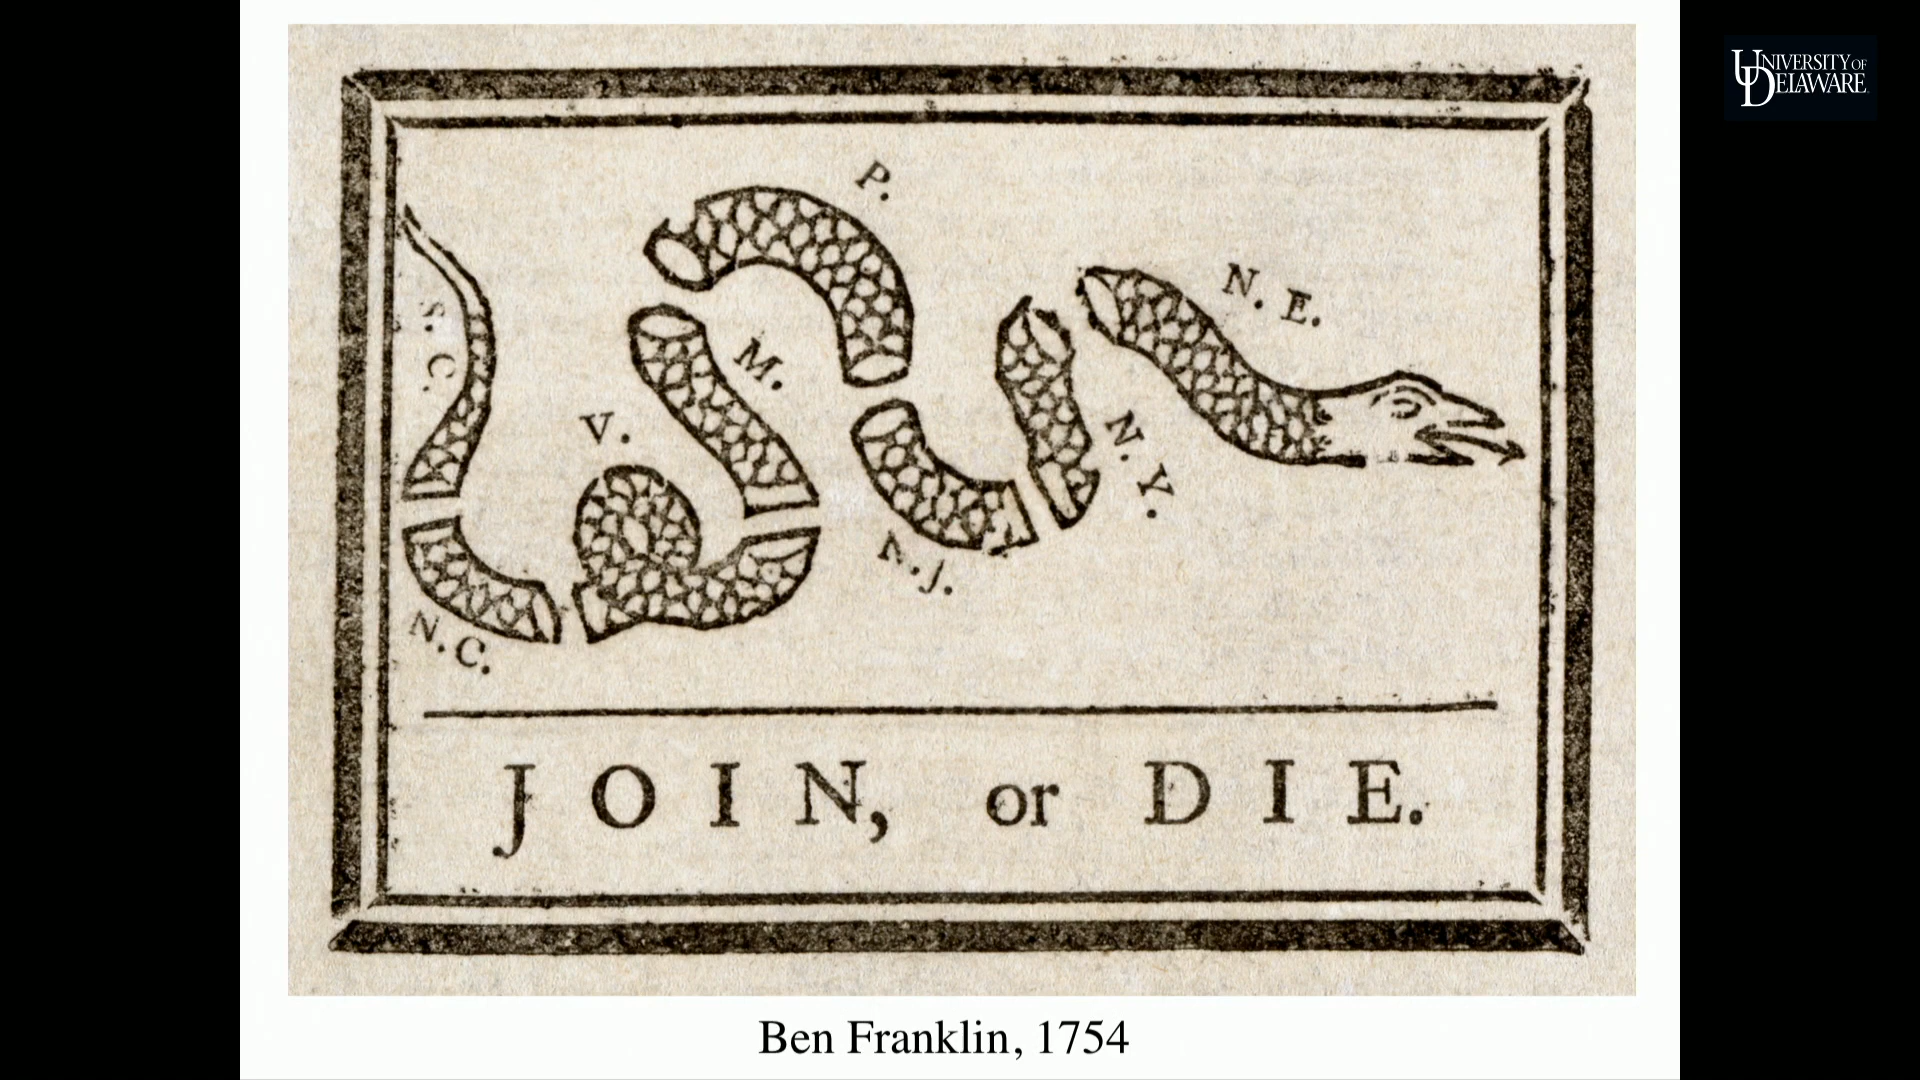 UNIVERSITY OF
DELAWARE
P.
N. E.
S. C.
M.
V.
N. Y.
N. J.
N. C.
JOIN, or DIE.
Ben Franklin, 1754